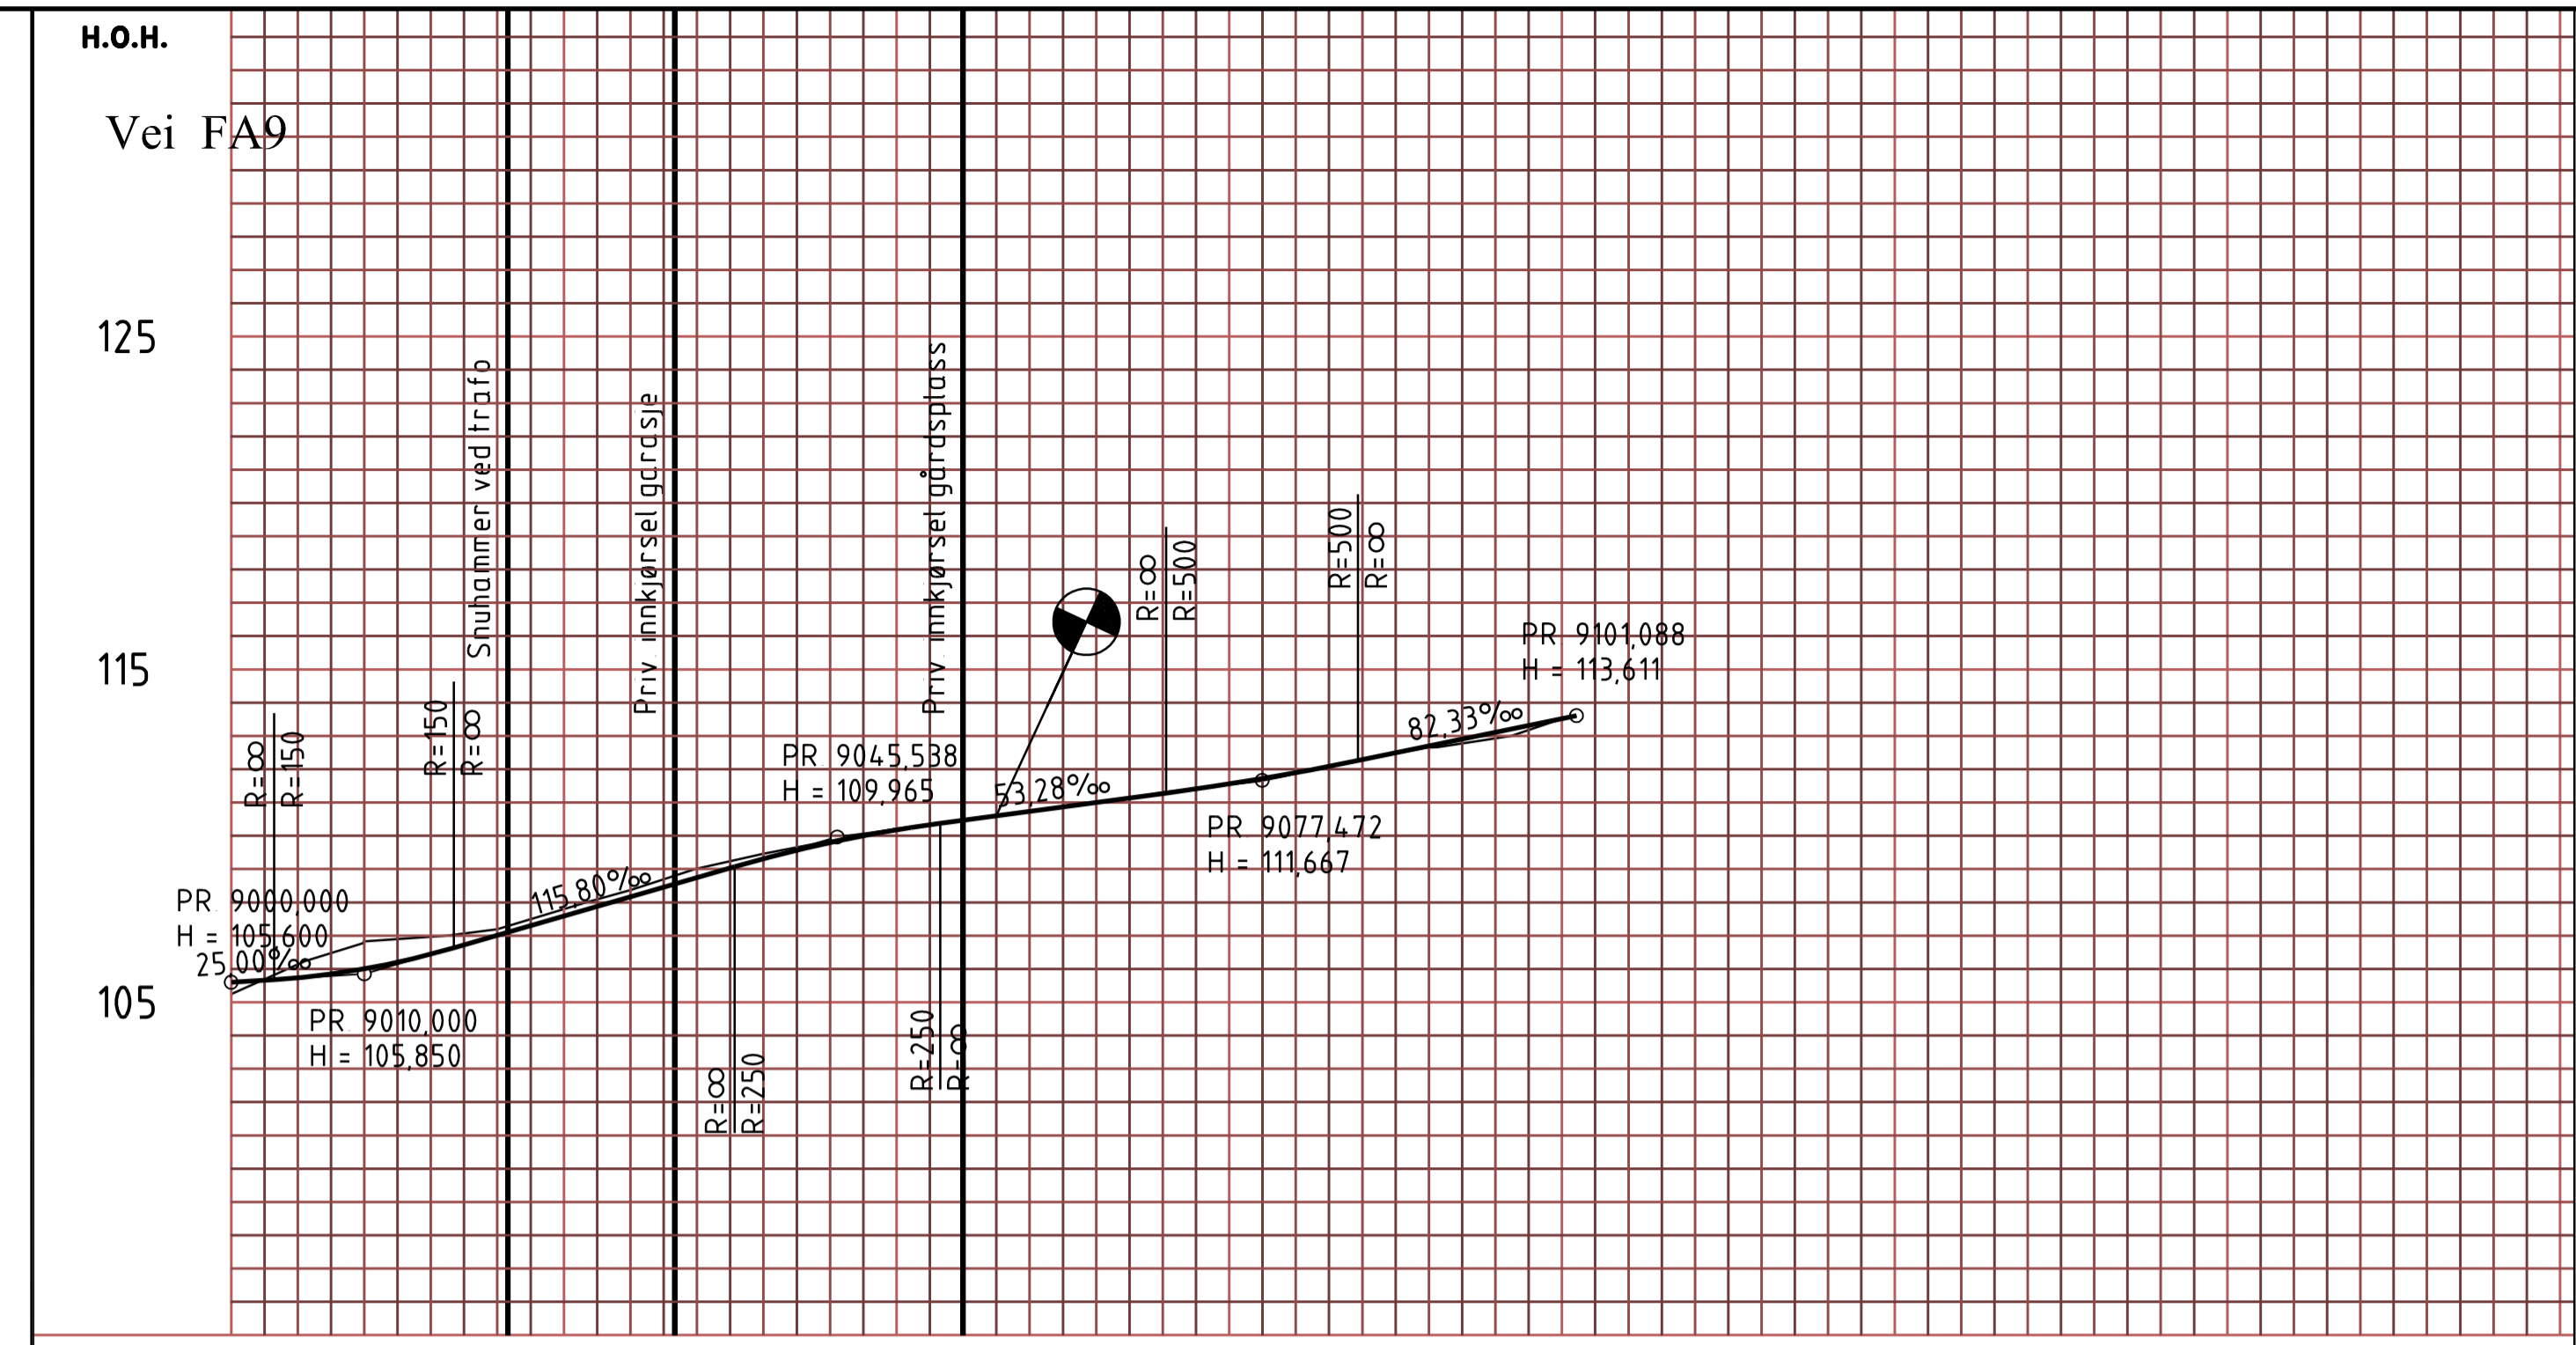 H.O.H.
Vei FA9
125
115
105
Snuhammer ved trafo
Priv. innkjørsel garasje
Priv. innkjørsel gårdsplass
R=∞
R=150
R=150
R=∞
R=∞
R=500
R=500
R=∞
PR. 9101,088
H = 113,611
82,33‰
PR. 9045,538
H = 109,965
53,28‰
PR. 9077,472
H = 111,667
115,80‰
PR. 9000,000
H = 105,600
25,00‰
PR. 9010,000
H = 105,850
R=∞
R=250
R=250
R=∞